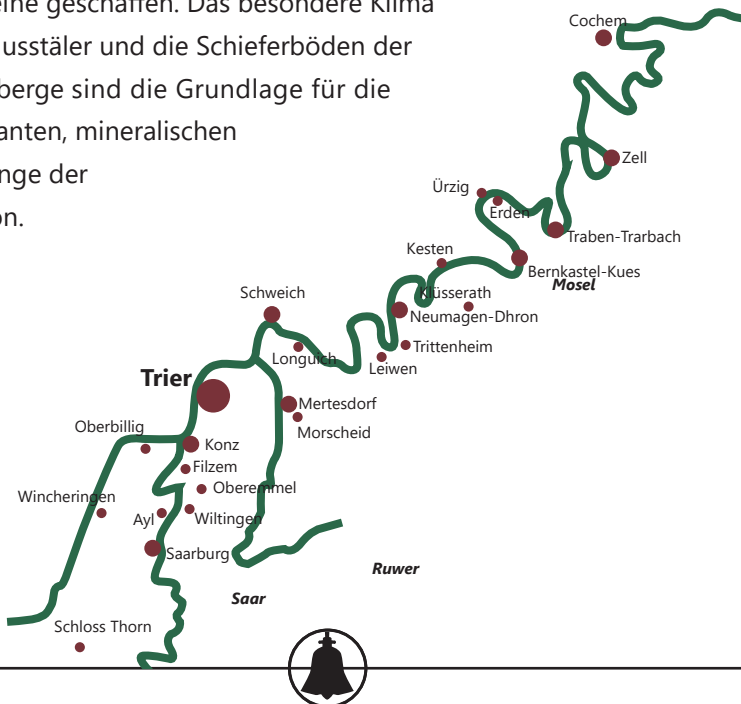 eine geschaffen. Das besondere Klima
usstäler und die Schieferböden der
berge sind die Grundlage für die
anten, mineralischen
nge der
on.
Cochem
Zell
Ürzig
Erden
Traben-Trarbach
Kesten
Bernkastel-Kues
Mosel
Klüsserath
Schweich
Neumagen-Dhron
Trittenheim
Longuich
Leiwen
Trier
Mertesdorf
Morscheid
Oberbillig
Konz
Filzem
Oberemmel
Wincheringen
Ayl
Wiltingen
Saarburg
Ruwer
Saar
Schloss Thorn